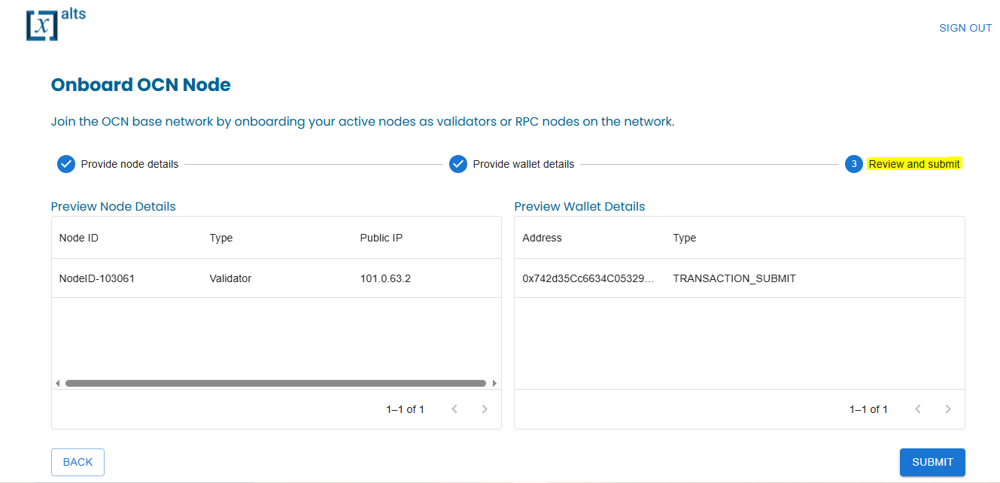 [x] alts
SIGN OUT
Onboard OCN Node
Join the OCN base network by onboarding your active nodes as validators or RPC nodes on the network.
Provide node details
Provide wallet details
3 Review and submit
Preview Node Details
Node ID Type Public IP
NodeID-103061 Validator 101.0.63.2
1–1 of 1
Preview Wallet Details
Address Type
0x742d35Cc6634C05329... TRANSACTION_SUBMIT
1–1 of 1
BACK
SUBMIT